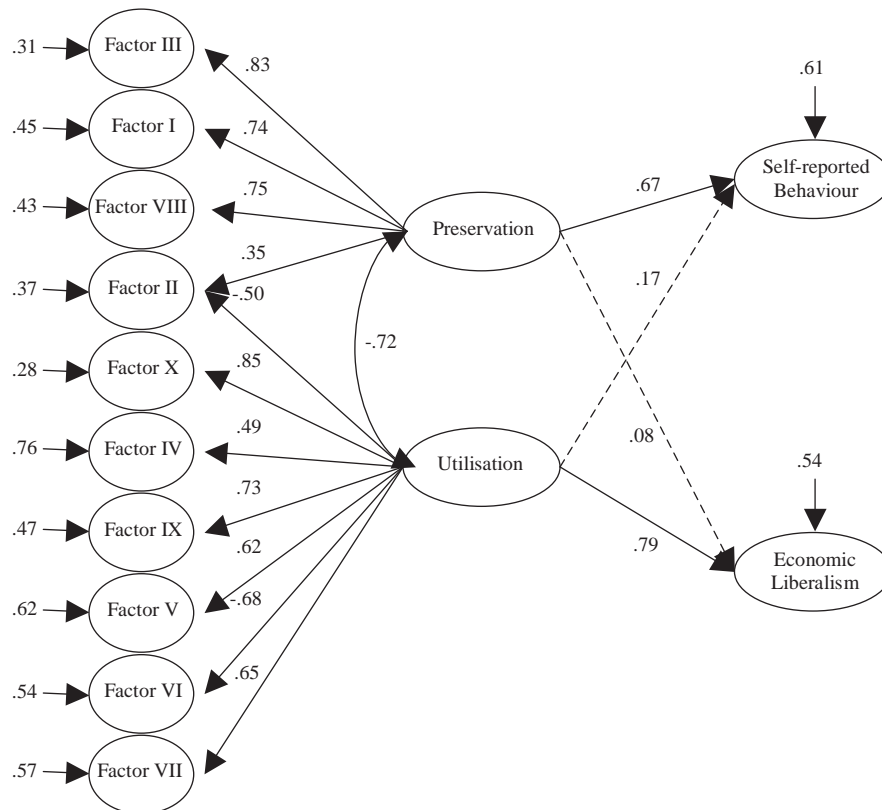 .31
Factor III
.83
.61
.45
Factor I
.74
Self-reported
Behaviour
.67
.43
Factor VIII
.75
Preservation
.35
.37
Factor II
-.50
.17
-.72
.28
Factor X
.85
.76
Factor IV
.49
.08
Utilisation
.54
.73
.47
Factor IX
.62
.79
Economic
Liberalism
.62
Factor V
-.68
.54
Factor VI
.65
.57
Factor VII